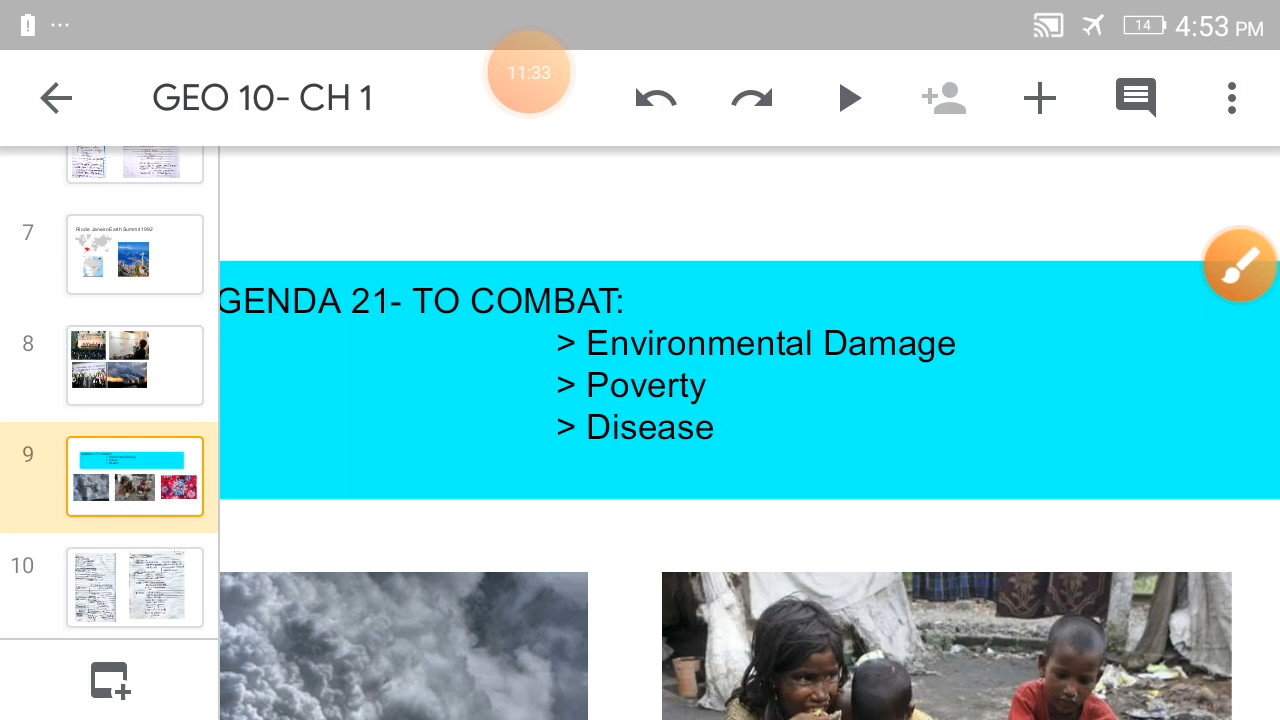 14 4:53 PM
GEO 10- CH 1
11:33
7
Rio de Janeiro Earth Summit 1992
8
9
10
GENDA 21- TO COMBAT:
> Environmental Damage
> Poverty
> Disease